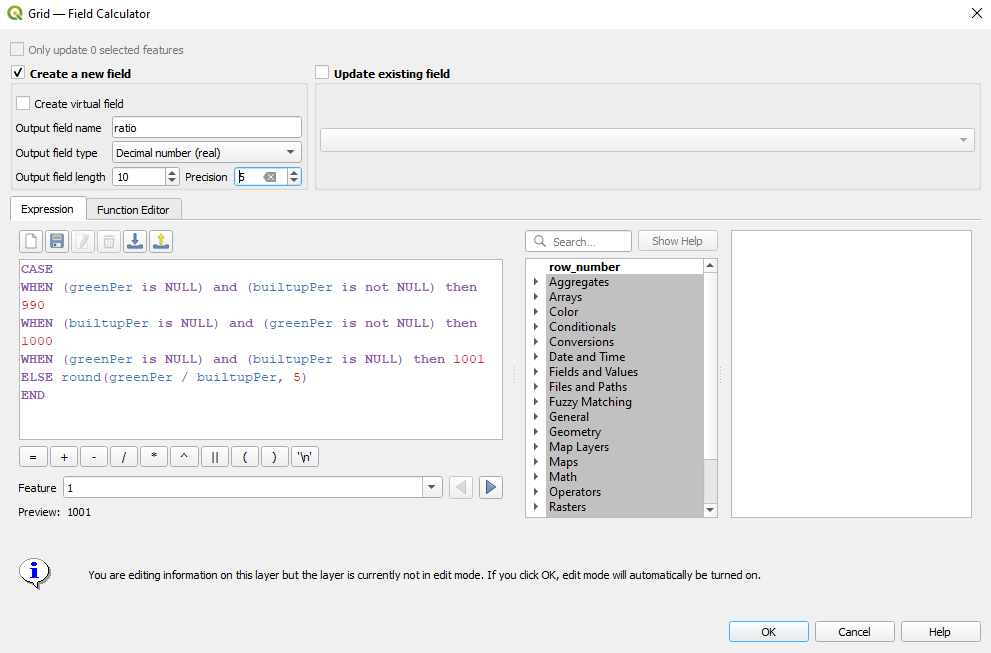 Grid — Field Calculator
Only update 0 selected features
Create a new field
Update existing field
Create virtual field
Output field name ratio
Output field type Decimal number (real)
Output field length 10 Precision 5
Expression Function Editor
Search... Show Help
CASE
WHEN (greenPer is NULL) and (builtupPer is not NULL) then
990
WHEN (builtupPer is NULL) and (greenPer is not NULL) then
1000
WHEN (greenPer is NULL) and (builtupPer is NULL) then 1001
ELSE round(greenPer / builtupPer, 5)
END
= + - / * ^ || ( ) '\n'
Feature 1
Preview: 1001
row_number
Aggregates
Arrays
Color
Conditionals
Conversions
Date and Time
Fields and Values
Files and Paths
Fuzzy Matching
General
Geometry
Map Layers
Maps
Math
Operators
Rasters
You are editing information on this layer but the layer is currently not in edit mode. If you click OK, edit mode will automatically be turned on.
OK Cancel Help